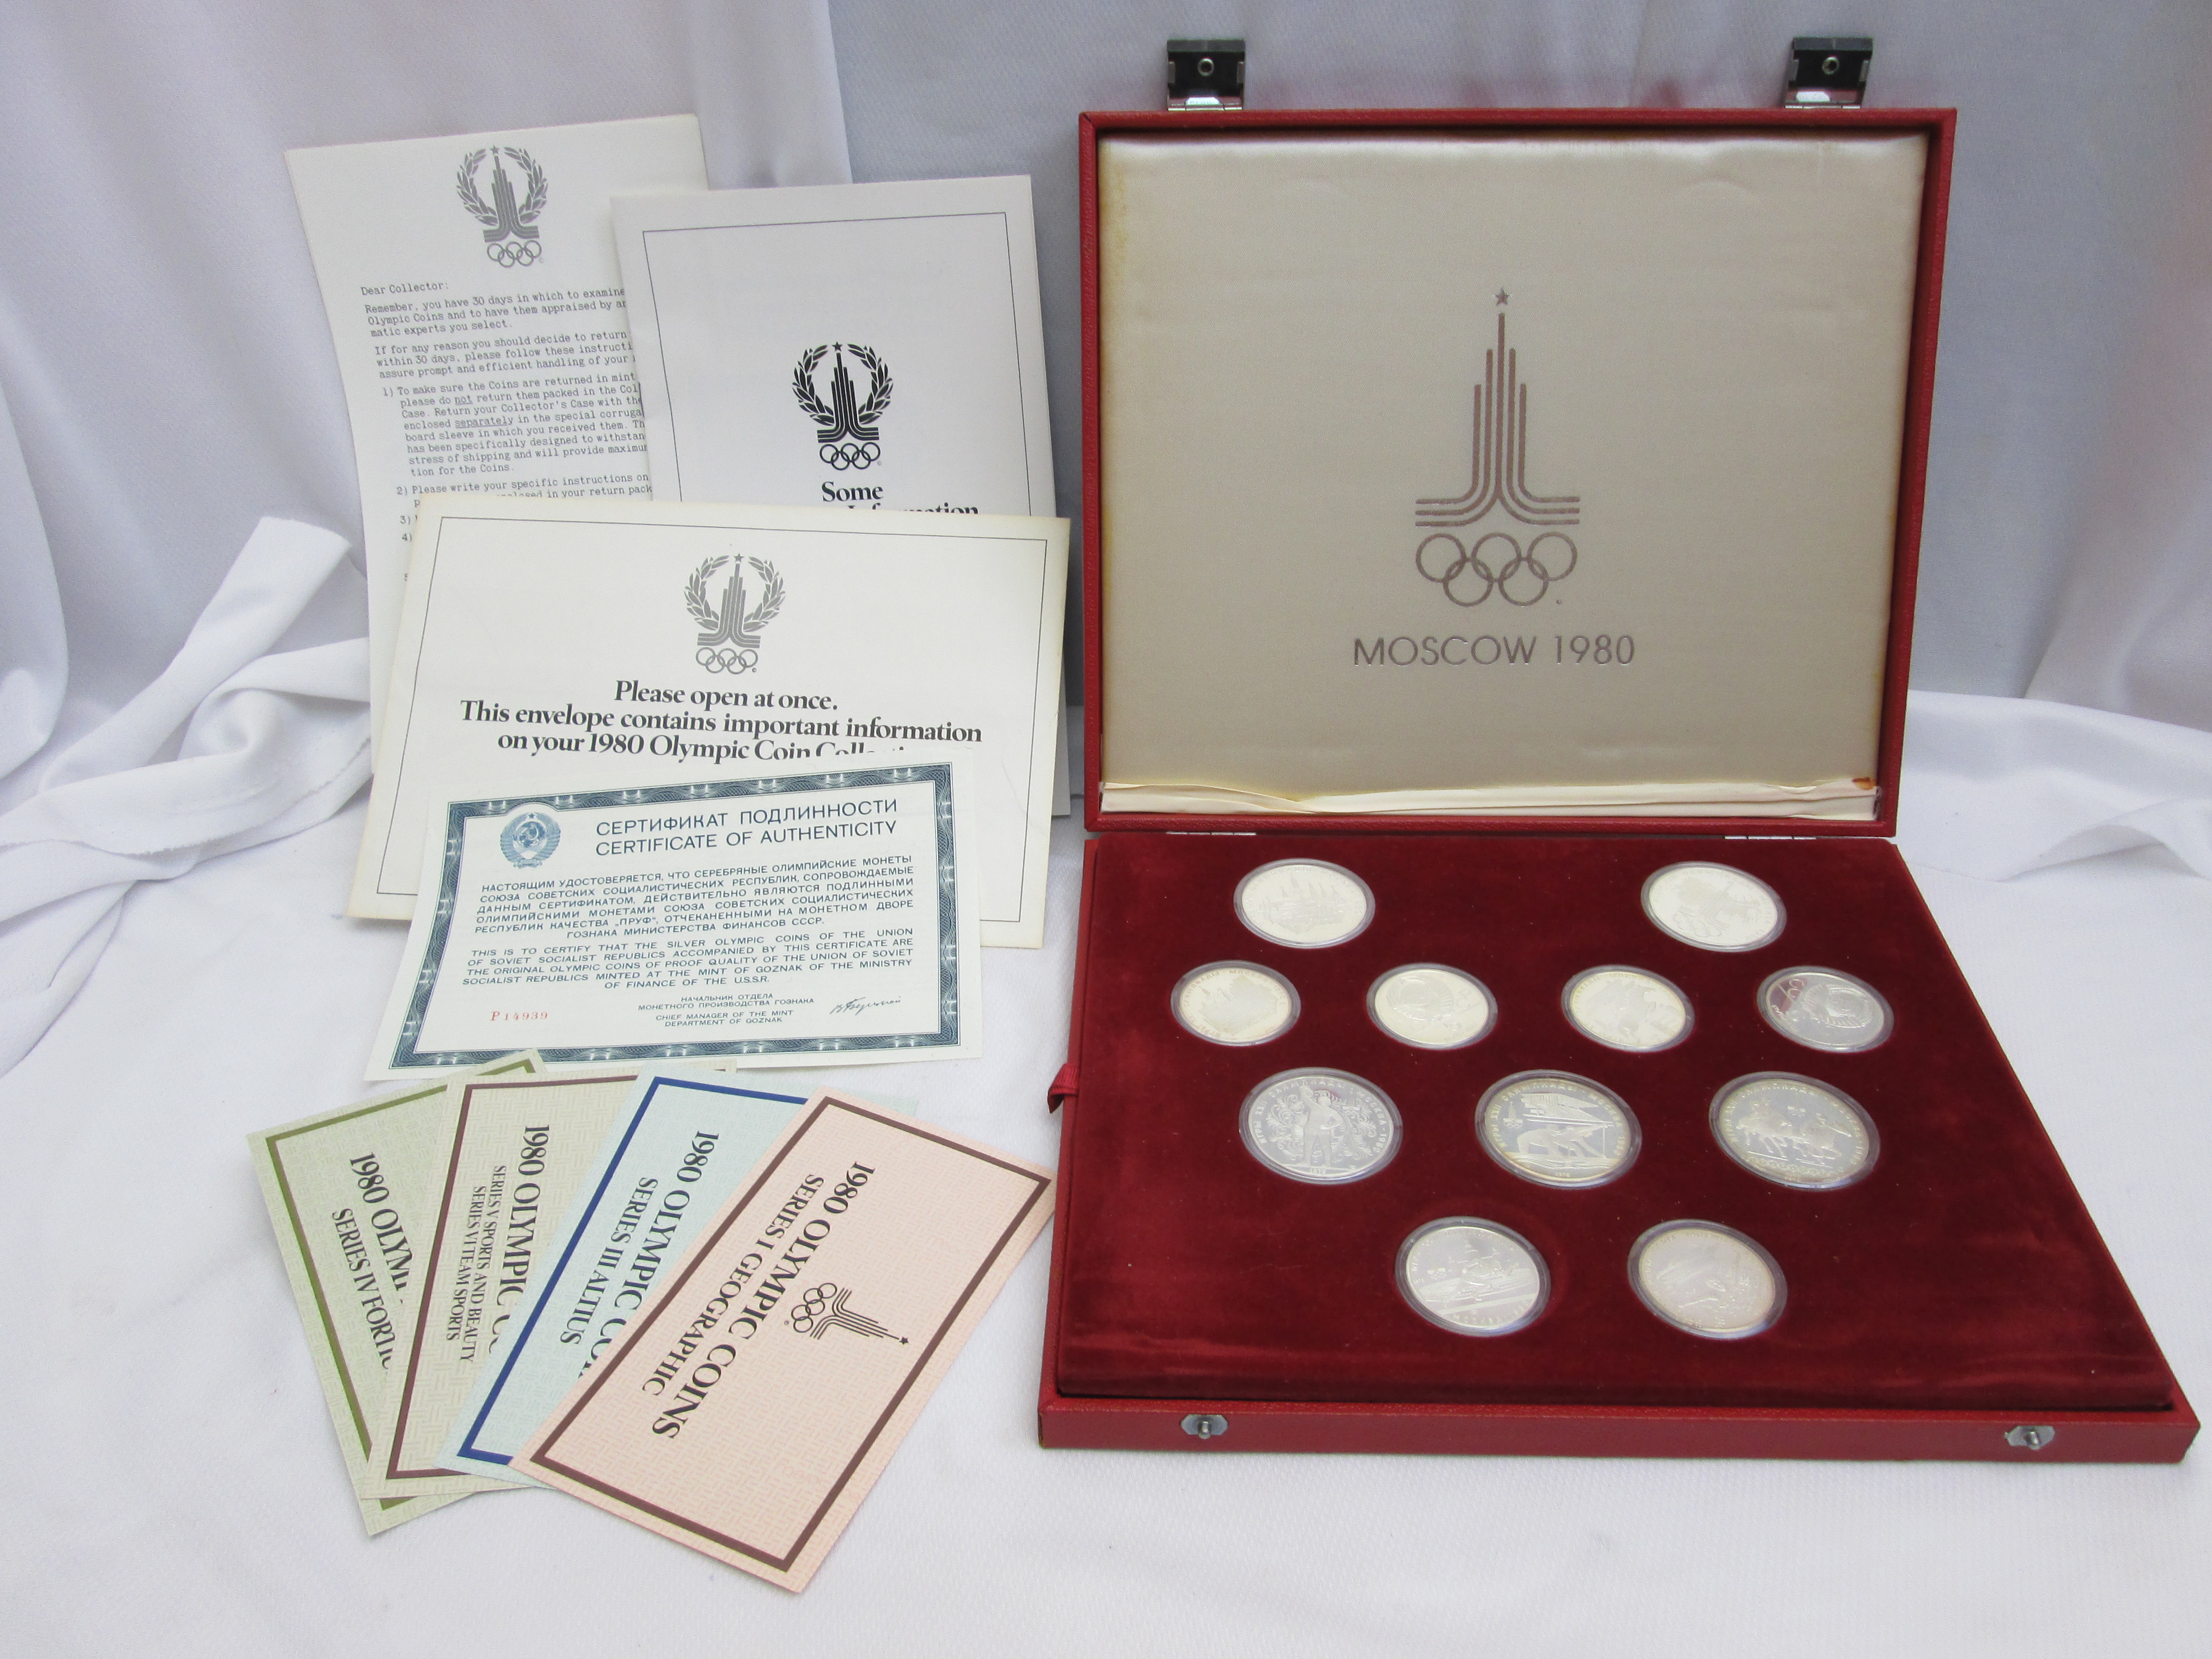 Dear Collector:
Remember, you have 30 days in which to examine
Olympic Coins and to have them appraised by
matic experts you select.
If for any reason you should decide to return
within 30 days, please follow these
assure prompt and efficient handling of your
1) To make sure the Coins are returned in mint
please do not return them packed in the
Case. Return your Collector's Case with the
enclosed separately in the special
board sleeve in which you received them.
has been specifically designed to
stress of shipping and will provide
tion for the Coins.
2) Please write your specific instructions on
in your return
3)
4)
Some
Information
Please open at once.
This envelope contains important information
on your 1980 Olympic Coin
СЕРТИФИКАТ ПОДЛИННОСТИ
CERTIFICATE OF AUTHENTICITY
НАСТОЯЩИМ УДОСТОВЕРЯЕТСЯ, ЧТО СЕРЕБРЯНЫЕ ОЛИМПИЙСКИЕ МОНЕТЫ
СОЮЗА СОВЕТСКИХ СОЦИАЛИСТИЧЕСКИХ РЕСПУБЛИК, СОПРОВОЖДАЕМЫЕ
ДАННЫМ СЕРТИФИКАТОМ, ДЕЙСТВИТЕЛЬНО ЯВЛЯЮТСЯ ПОДЛИННЫМИ
ОЛИМПИЙСКИМИ МОНЕТАМИ СОЮЗА СОВЕТСКИХ СОЦИАЛИСТИЧЕСКИХ
РЕСПУБЛИК КАЧЕСТВА „ПРУФ", ОТЧЕКАНЕННЫМИ НА МОНЕТНОМ ДВОРЕ
ГОЗНАКА МИНИСТЕРСТВА ФИНАНСОВ СССР.
THIS IS TO CERTIFY THAT THE SILVER OLYMPIC COINS OF THE UNION
OF SOVIET SOCIALIST REPUBLICS ACCOMPANIED BY THIS CERTIFICATE ARE
THE ORIGINAL OLYMPIC COINS OF PROOF QUALITY OF THE UNION OF SOVIET
SOCIALIST REPUBLICS MINTED AT THE MINT OF GOZNAK OF THE MINISTRY
OF FINANCE OF THE U.S.S.R.
НАЧАЛЬНИК ОТДЕЛА
МОНЕТНОГО ПРОИЗВОДСТВА ГОЗНАКА
CHIEF MANAGER OF THE MINT
DEPARTMENT OF GOZNAK
P 14939
1980
SERIES IV
1980 OLYMPIC
SERIES V SPORTS AND BEAUTY
SERIES VI TEAM SPORTS
1980 OLYMPIC
SERIES III ALTIUS
1980 OLYMPIC COINS
SERIES I GEOGRAPHIC
MOSCOW 1980